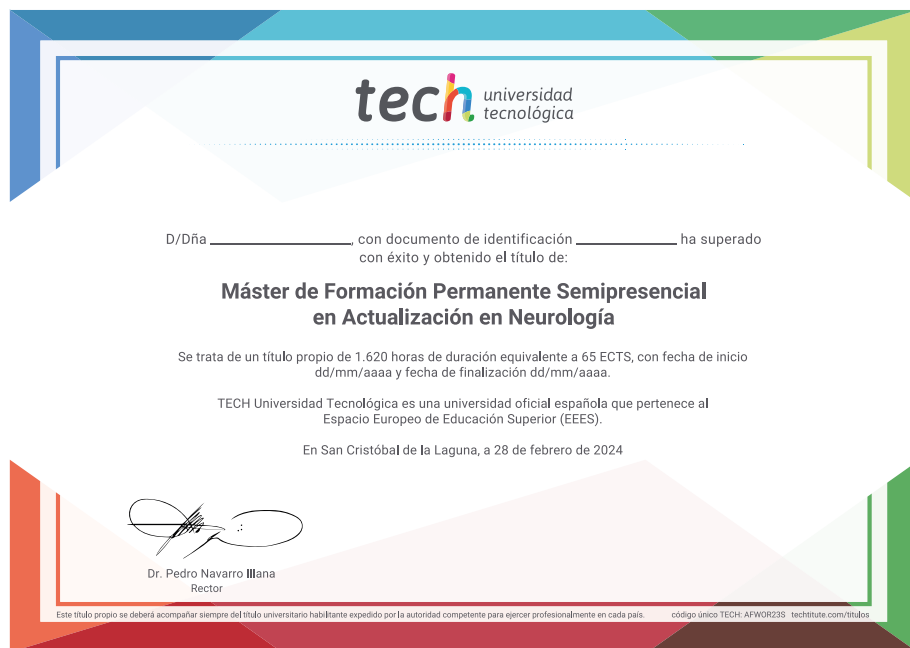 tech universidad
tecnológica
D/Dña ____________________, con documento de identificación ______________ ha superado
con éxito y obtenido el título de:
Máster de Formación Permanente Semipresencial
en Actualización en Neurología
Se trata de un título propio de 1.620 horas de duración equivalente a 65 ECTS, con fecha de inicio
dd/mm/aaaa y fecha de finalización dd/mm/aaaa.
TECH Universidad Tecnológica es una universidad oficial española que pertenece al
Espacio Europeo de Educación Superior (EEES).
En San Cristóbal de la Laguna, a 28 de febrero de 2024
Dr. Pedro Navarro Illana
Rector
Este título propio se deberá acompañar siempre del título universitario habilitante expedido por la autoridad competente para ejercer profesionalmente en cada país. código único TECH: AFWOR23S techtitute.com/titulos